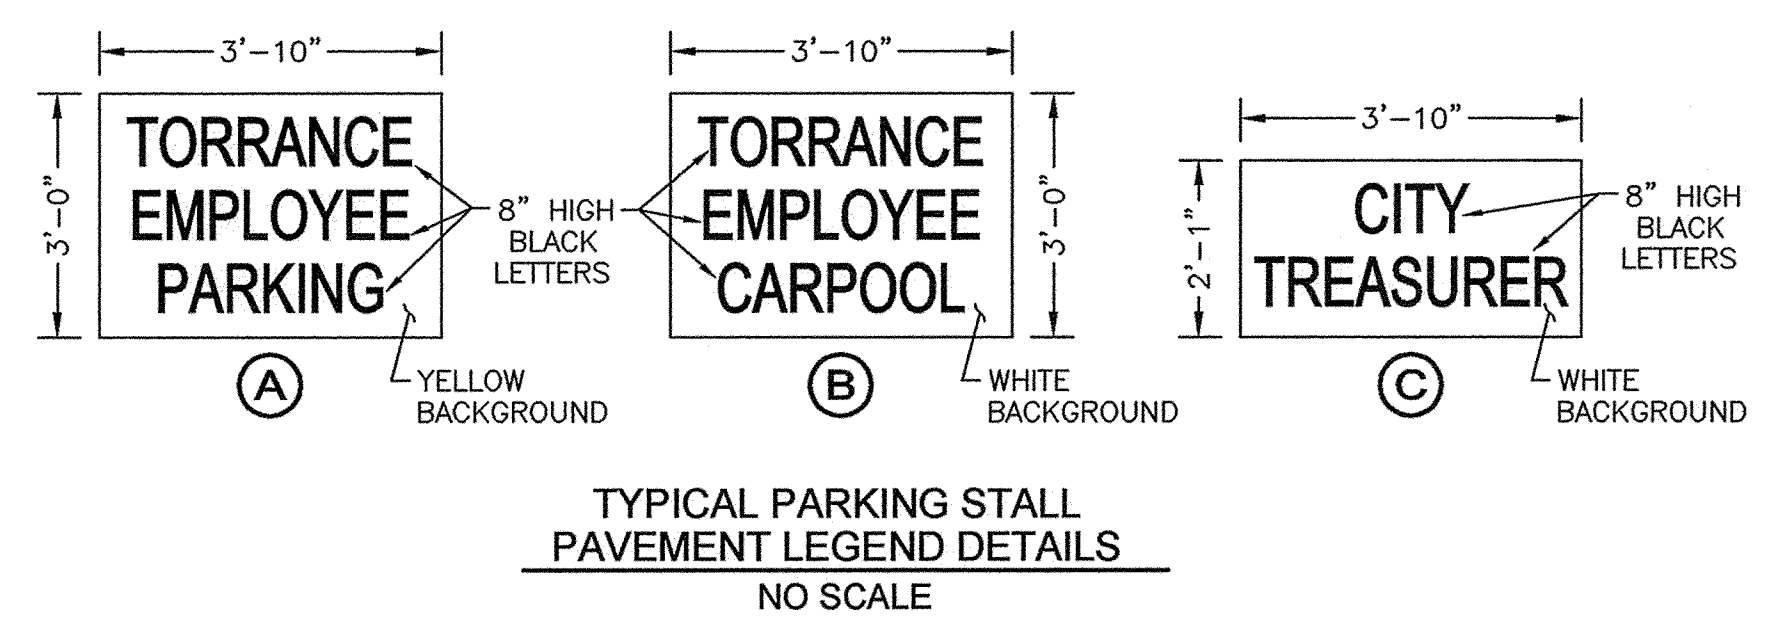 3'-10"
3'-0"
TORRANCE
EMPLOYEE
PARKING
8" HIGH
BLACK
LETTERS
A
YELLOW
BACKGROUND
3'-10"
TORRANCE
EMPLOYEE
CARPOOL
3'-0"
B
WHITE
BACKGROUND
3'-10"
2'-1"
CITY
TREASURER
8" HIGH
BLACK
LETTERS
C
WHITE
BACKGROUND
TYPICAL PARKING STALL
PAVEMENT LEGEND DETAILS
NO SCALE